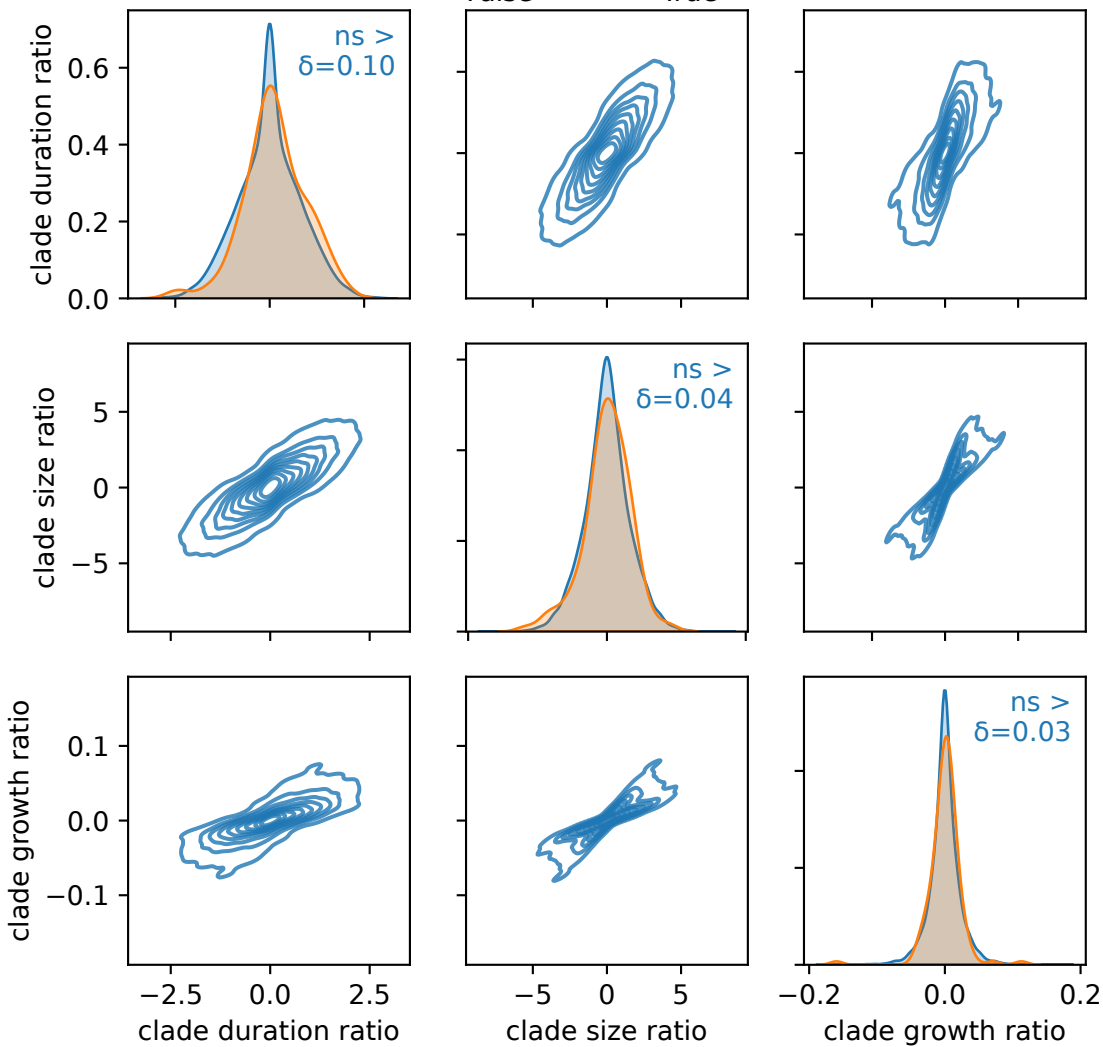 clade duration ratio
0.6
0.4
0.2
0.0
ns >
δ=0.10
clade size ratio
5
0
−5
ns >
δ=0.04
clade growth ratio
0.1
0.0
−0.1
ns >
δ=0.03
−2.5 0.0 2.5
−5 0 5
−0.2 0.0 0.2
clade duration ratio
clade size ratio
clade growth ratio